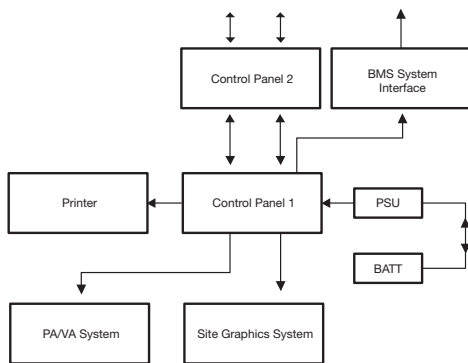 Control Panel 2
BMS System
Interface
Printer
Control Panel 1
PSU
BATT
PA/VA System
Site Graphics System